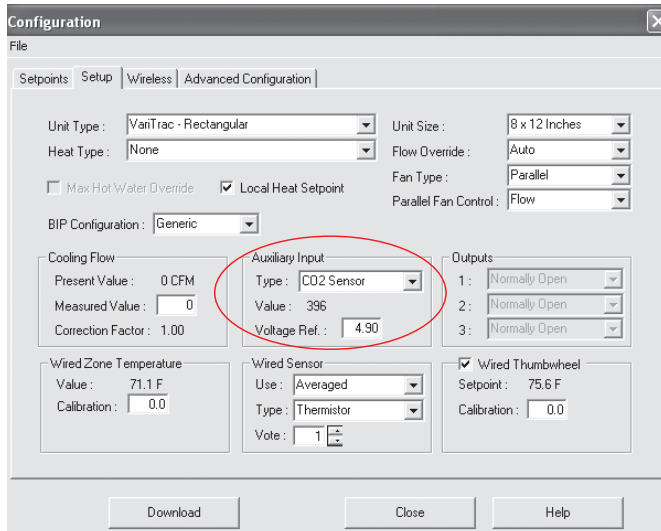 Configuration
File
Setpoints Setup Wireless Advanced Configuration
Unit Type : VariTrac - Rectangular
Unit Size : 8 x 12 Inches
Heat Type : None
Flow Override : Auto
Fan Type : Parallel
Max Hot Water Override Local Heat Setpoint
Parallel Fan Control : Flow
BIP Configuration : Generic
Cooling Flow
Present Value : 0 CFM
Measured Value : 0
Correction Factor : 1.00
Auxiliary Input
Type : CO2 Sensor
Value : 396
Voltage Ref. : 4.90
Outputs
1 : Normally Open
2 : Normally Open
3 : Normally Open
Wired Zone Temperature
Value : 71.1 F
Calibration : 0.0
Wired Sensor
Use : Averaged
Type : Thermistor
Vote : 1
Wired Thumbwheel
Setpoint : 75.6 F
Calibration : 0.0
Download Close Help